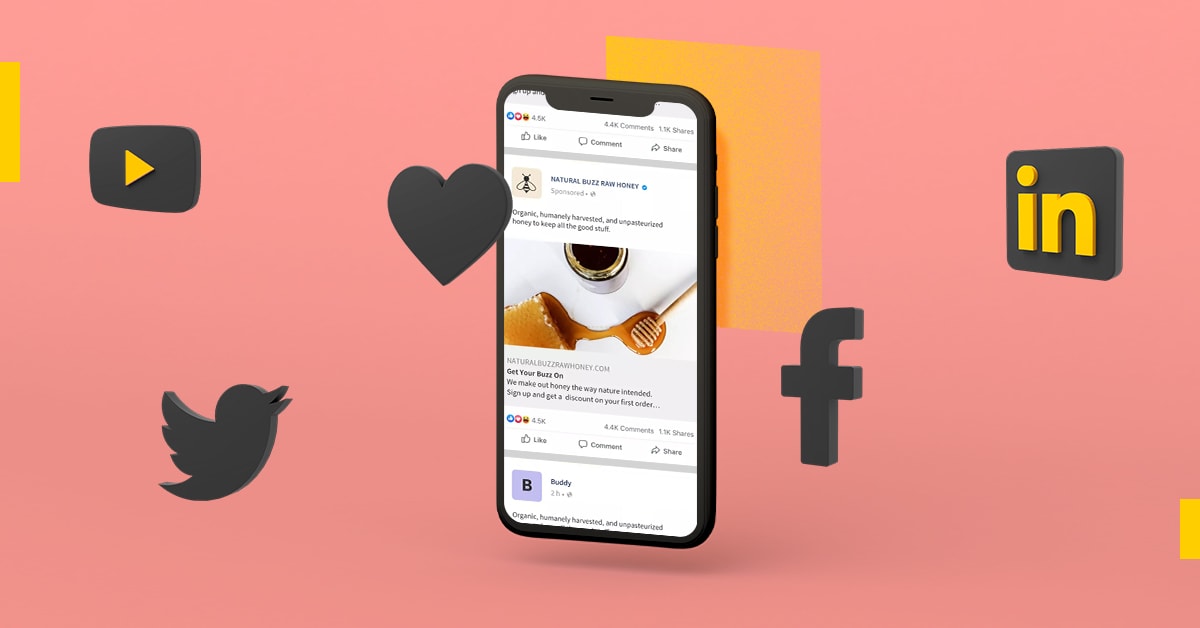 sign up and
4.5K 4.4K Comments 1.1K Shares
Like Comment Share
NATURAL BUZZ RAW HONEY
Sponsored •
Organic, humanely harvested, and unpasteurized
honey to keep all the good stuff.
NATURALBUZZRAWHONEY.COM
Get Your Buzz On
We make out honey the way nature intended.
Sign up and get a discount on your first order...
4.5K 4.4K Comments 1.1K Shares
Like Comment Share
B Buddy
2 h •
Organic, humanely harvested, and unpasteurized
in
f